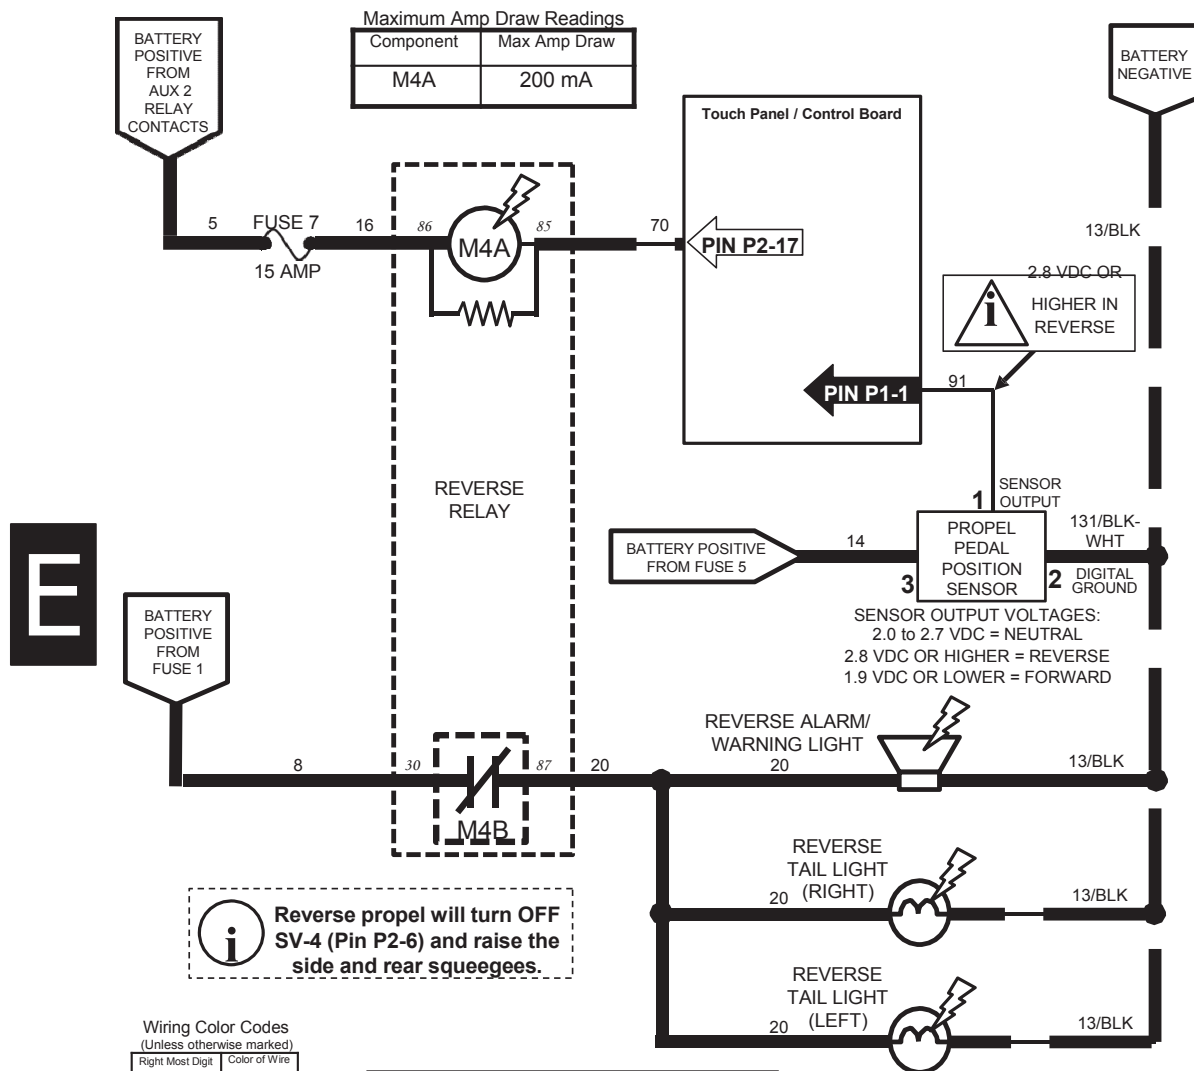 Maximum Amp Draw Readings
Component Max Amp Draw
M4A 200 mA
BATTERY
POSITIVE
FROM
AUX 2
RELAY
CONTACTS
BATTERY
NEGATIVE
Touch Panel / Control Board
5
FUSE 7
15 AMP
16
86
M4A
85
70
PIN P2-17
13/BLK
2.8 VDC OR
HIGHER IN
REVERSE
i
PIN P1-1
91
REVERSE
RELAY
1
SENSOR
OUTPUT
BATTERY POSITIVE
FROM FUSE 5
14
3
PROPEL
PEDAL
POSITION
SENSOR
2
131/BLK-
WHT
DIGITAL
GROUND
SENSOR OUTPUT VOLTAGES:
2.0 to 2.7 VDC = NEUTRAL
2.8 VDC OR HIGHER = REVERSE
1.9 VDC OR LOWER = FORWARD
E
BATTERY
POSITIVE
FROM
FUSE 1
REVERSE ALARM/
WARNING LIGHT
8
30
M4B
87
20
20
13/BLK
REVERSE
TAIL LIGHT
(RIGHT)
20
13/BLK
i
Reverse propel will turn OFF
SV-4 (Pin P2-6) and raise the
side and rear squeegees.
REVERSE
TAIL LIGHT
(LEFT)
20
13/BLK
Wiring Color Codes
(Unless otherwise marked)
Right Most Digit Color of Wire